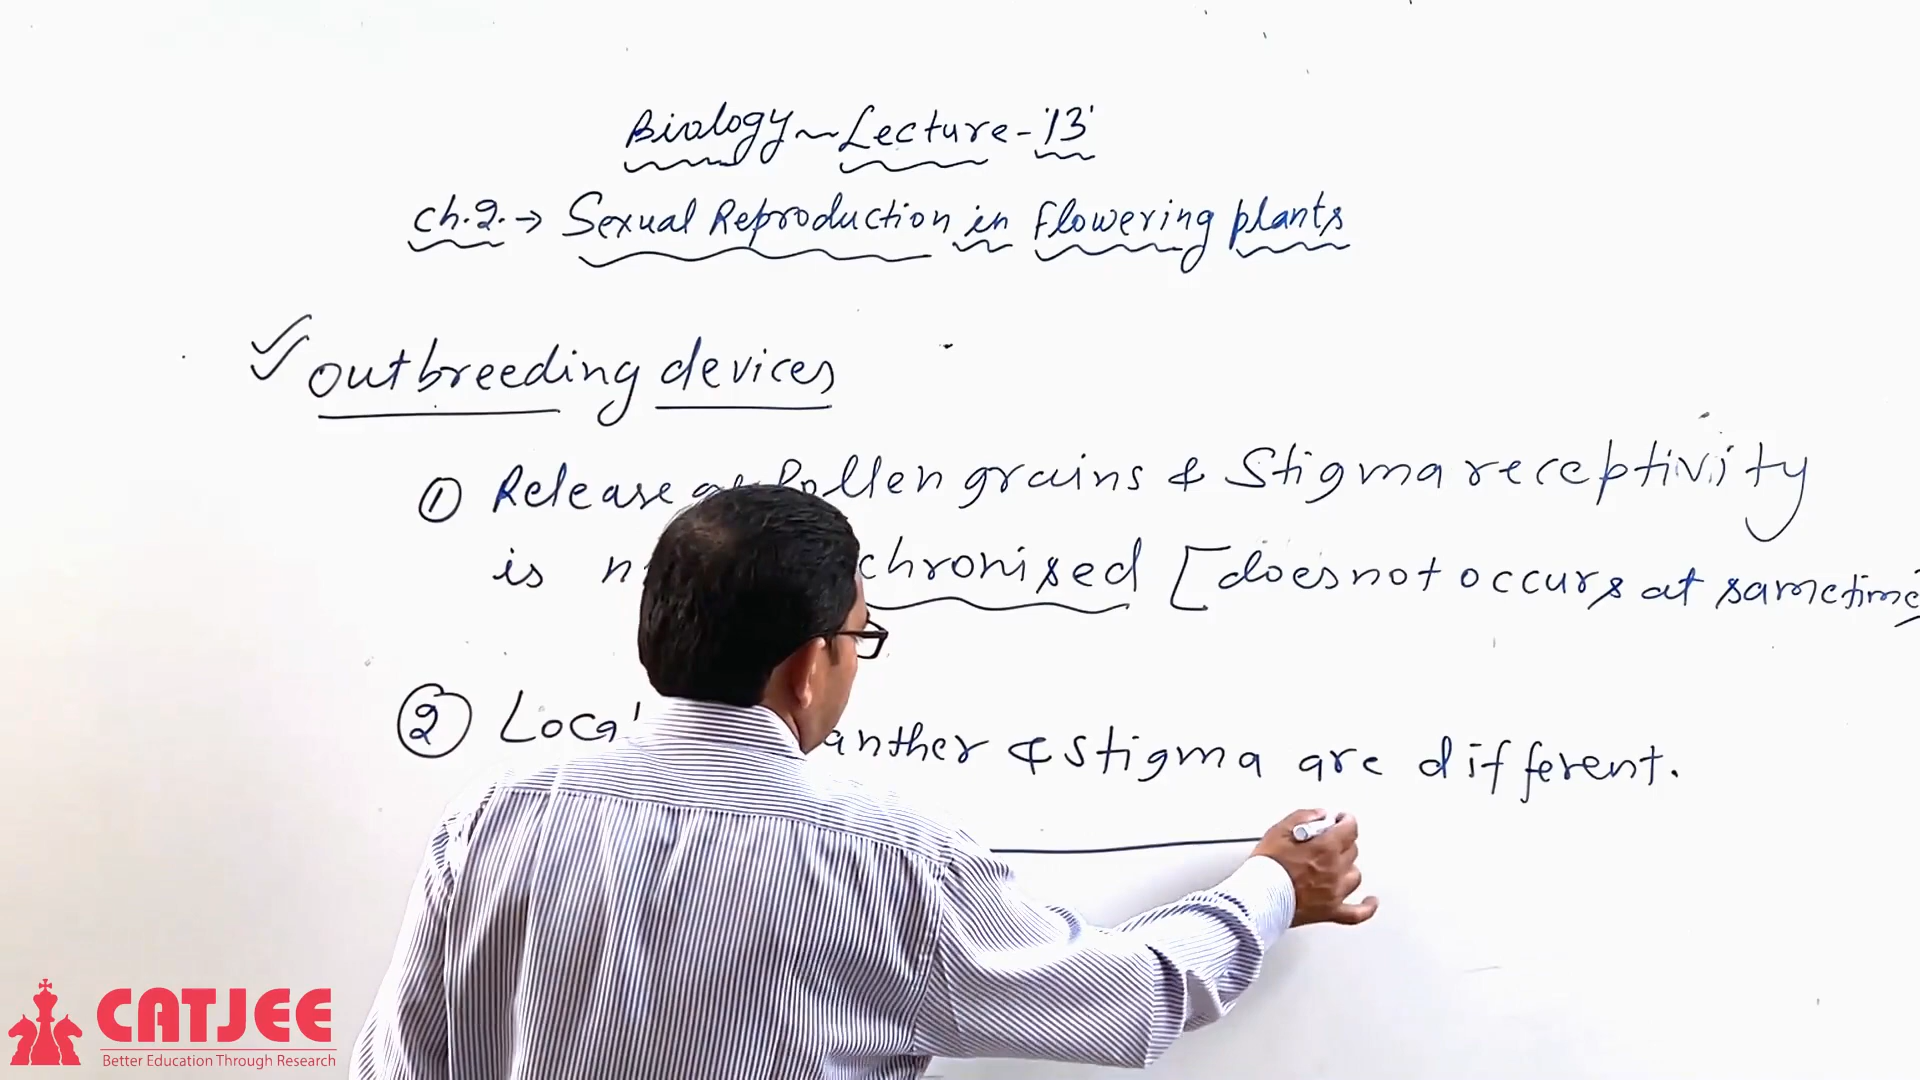 Biology ~ Lecture - '13'
Ch.2. → Sexual Reproduction in Flowering plants
Outbreeding devices
① Release Pollen grains & Stigma receptivity
is chronised [does not occurs at sametime
② anther & stigma are different.
CATJEE
Better Education Through Research